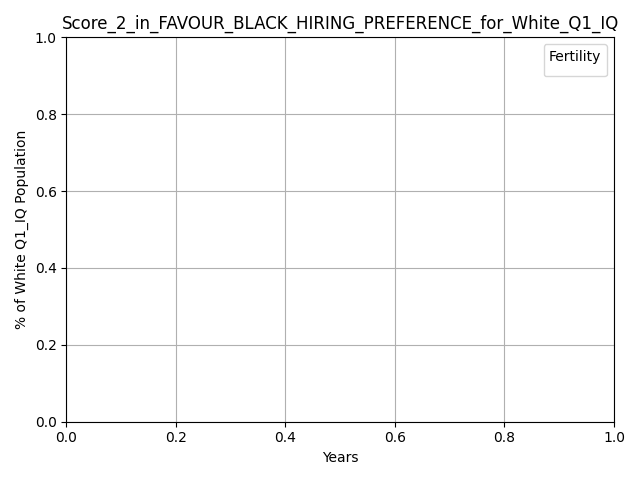 Score_2_in_FAVOUR_BLACK_HIRING_PREFERENCE_for_White_Q1_IQ
Fertility
% of White Q1_IQ Population
1.0
0.8
0.6
0.4
0.2
0.0
0.0 0.2 0.4 0.6 0.8 1.0
Years